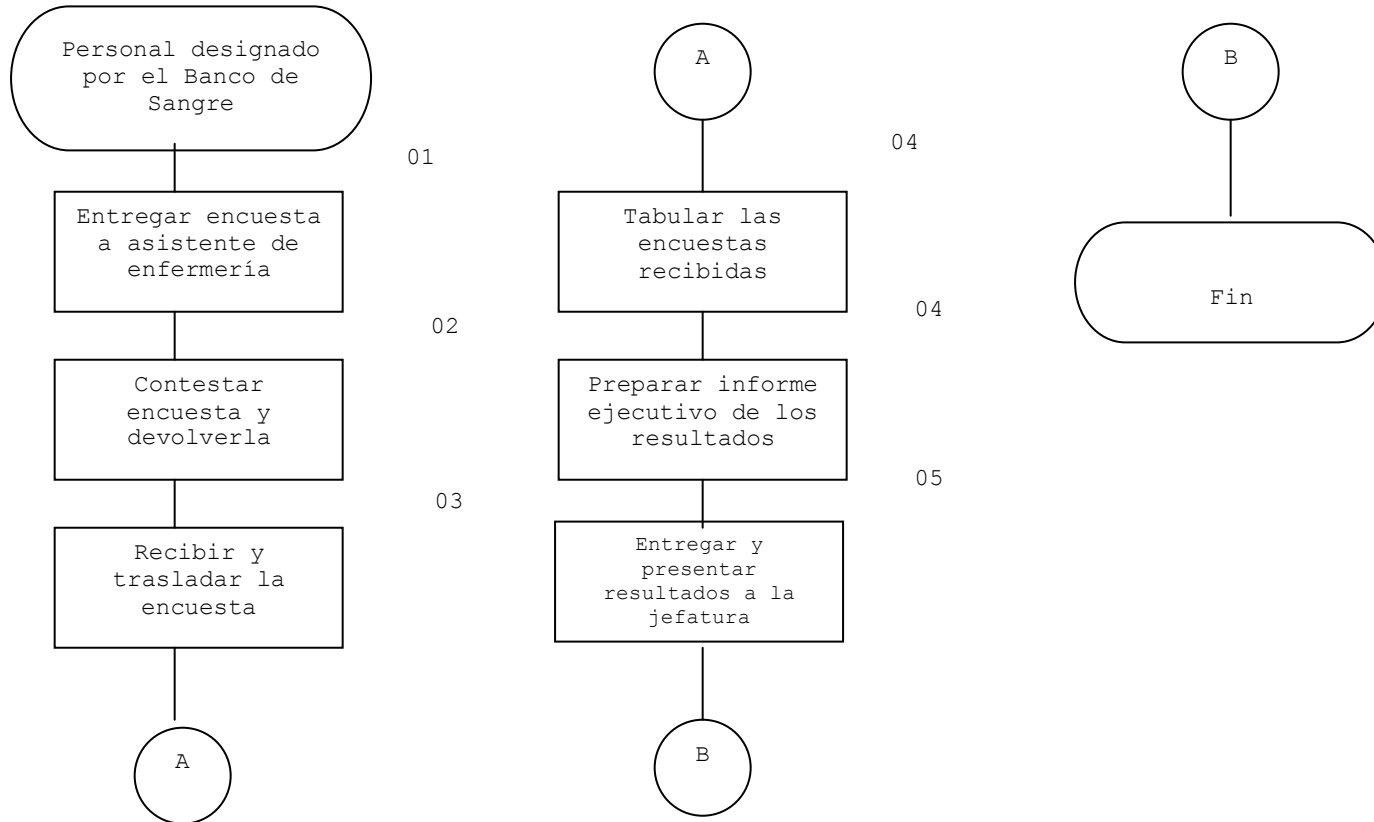 Personal designado
por el Banco de
Sangre
01
Entregar encuesta
a asistente de
enfermería
02
Contestar
encuesta y
devolverla
03
Recibir y
trasladar la
encuesta
A
A
04
Tabular las
encuestas
recibidas
04
Preparar informe
ejecutivo de los
resultados
05
Entregar y
presentar
resultados a la
jefatura
B
B
Fin